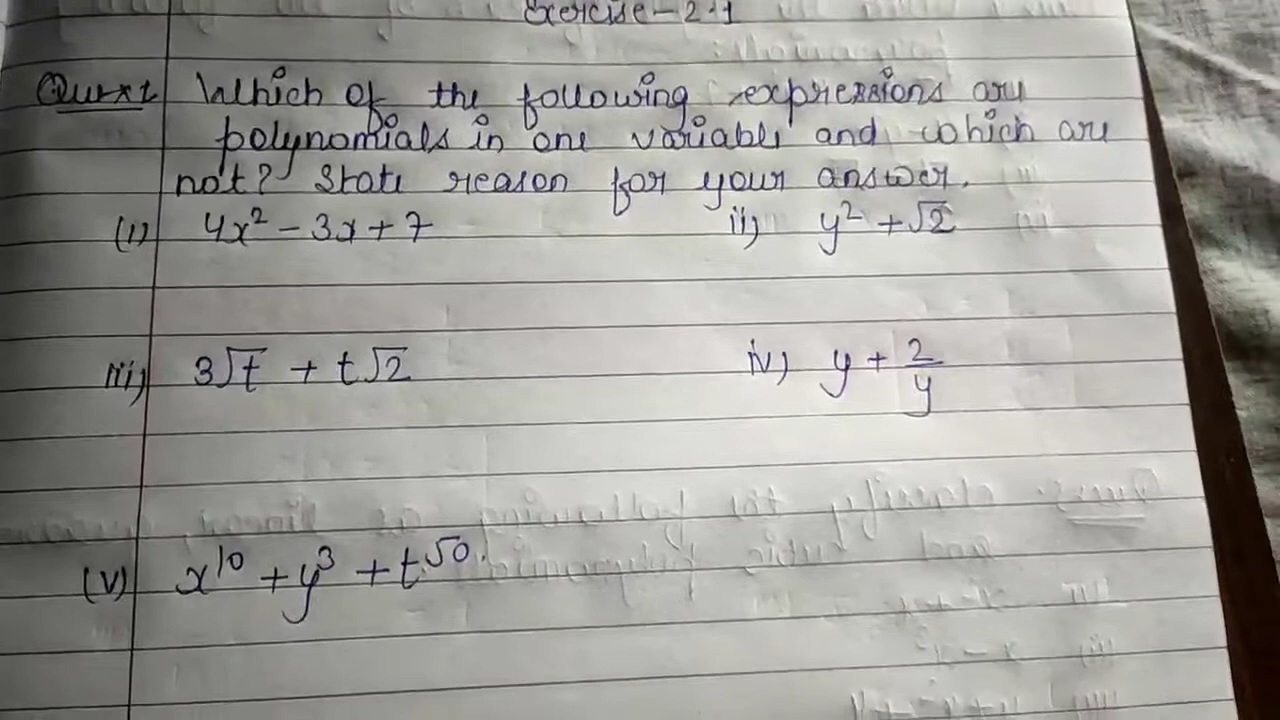 Exercise-2.1
Ques1 Which of the following expressions are
polynomials in one variable and which are
not? State reason for your answer.
(i) 4x² - 3x + 7 ii) y² + √2
iii) 3√t + t√2 iv) y + 2/y
(v) x¹⁰ + y³ + t√0